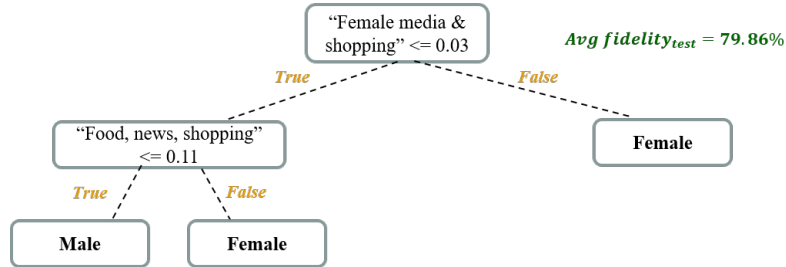 “Female media &
shopping” <= 0.03
Avg fidelity_test = 79.86%
True
False
“Food, news, shopping”
<= 0.11
Female
True
False
Male
Female